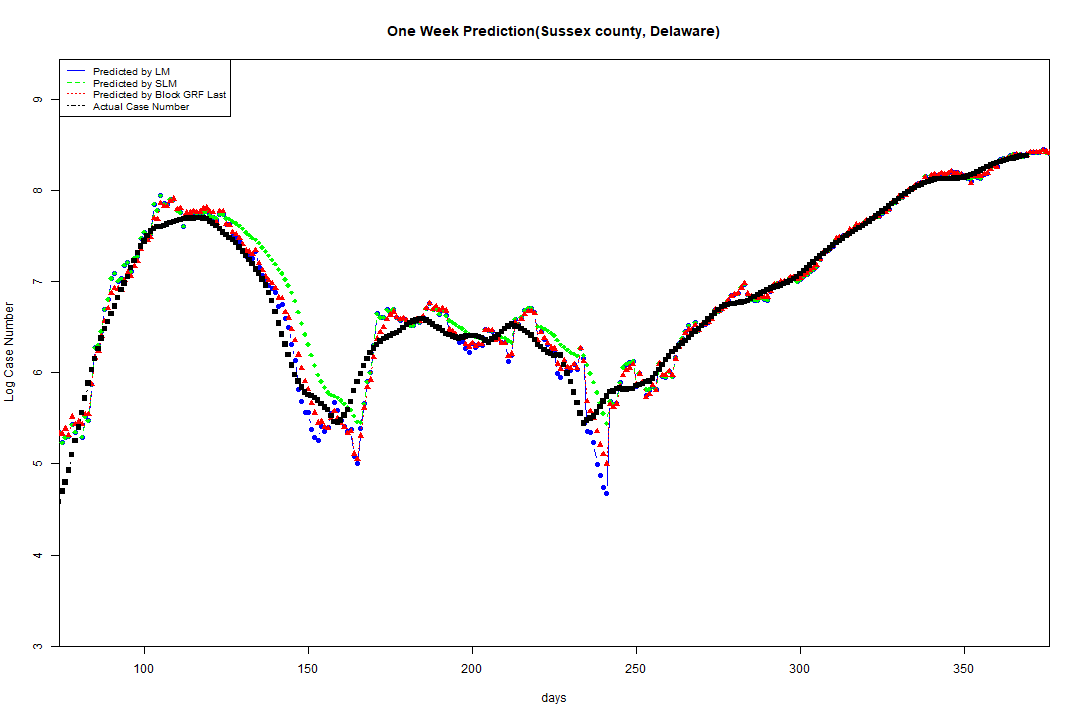 One Week Prediction(Sussex county, Delaware)
Predicted by LM
Predicted by SLM
Predicted by Block GRF Last
Actual Case Number
9
8
7
6
5
4
3
Log Case Number
100 150 200 250 300 350
days